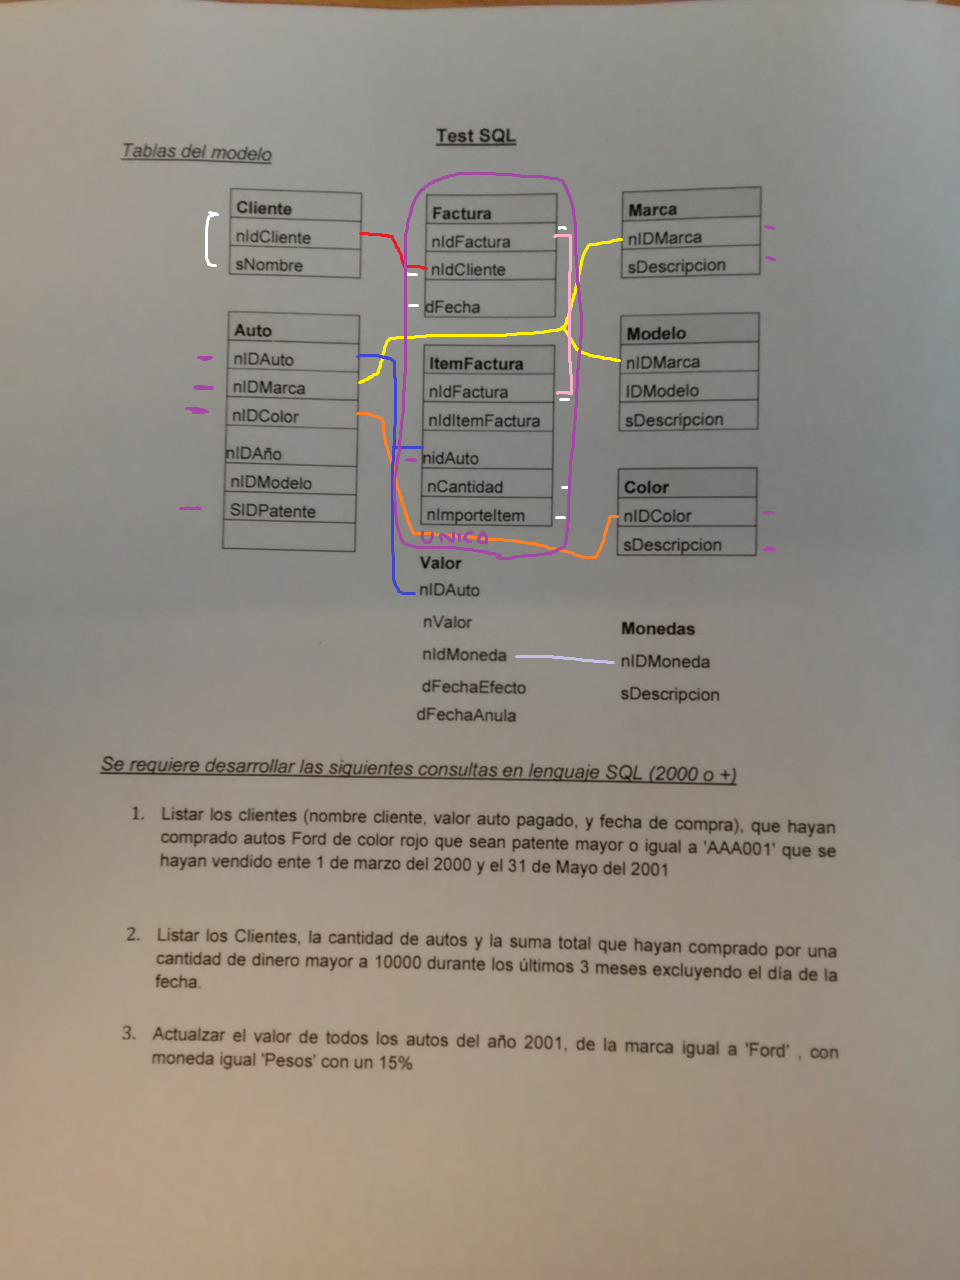 Test SQL
Tablas del modelo
Cliente
nIdCliente
sNombre
Factura
nIdFactura
nIdCliente
dFecha
Marca
nIDMarca
sDescripcion
Auto
nIDAuto
nIDMarca
nIDColor
nIDAño
nIDModelo
SIDPatente
ItemFactura
nIdFactura
nIdItemFactura
nidAuto
nCantidad
nImporteItem
UNICO
Modelo
nIDMarca
IDModelo
sDescripcion
Color
nIDColor
sDescripcion
Valor
nIDAuto
nValor
nIdMoneda
dFechaEfecto
dFechaAnula
Monedas
nIDMoneda
sDescripcion
Se requiere desarrollar las siguientes consultas en lenguaje SQL (2000 o +)
1. Listar los clientes (nombre cliente, valor auto pagado, y fecha de compra), que hayan
comprado autos Ford de color rojo que sean patente mayor o igual a 'AAA001' que se
hayan vendido ente 1 de marzo del 2000 y el 31 de Mayo del 2001
2. Listar los Clientes, la cantidad de autos y la suma total que hayan comprado por una
cantidad de dinero mayor a 10000 durante los últimos 3 meses excluyendo el día de la
fecha.
3. Actualzar el valor de todos los autos del año 2001, de la marca igual a 'Ford' , con
moneda igual 'Pesos' con un 15%